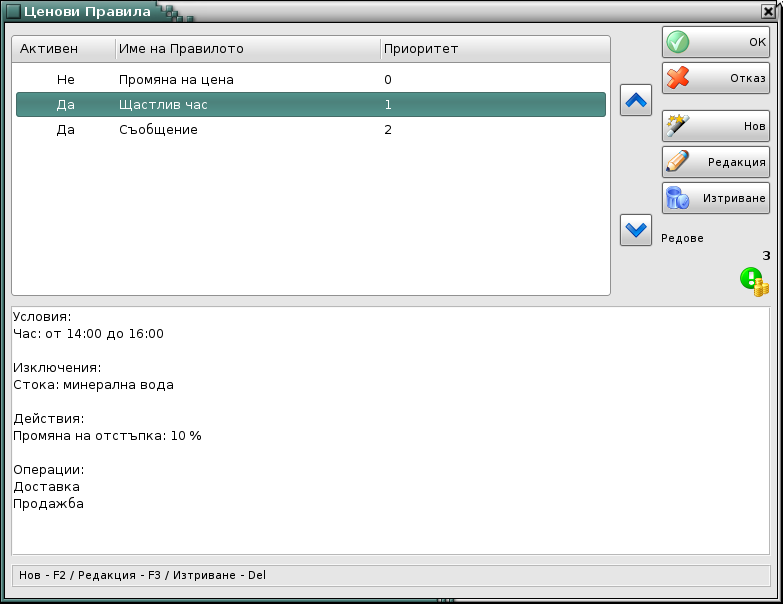 Ценови Правила
Активен Име на Правилото Приоритет
Не Промяна на цена 0
Да Щастлив час 1
Да Съобщение 2
ОК
Отказ
Нов
Редакция
Изтриване
Редове
3
Условия:
Час: от 14:00 до 16:00
Изключения:
Стока: минерална вода
Действия:
Промяна на отстъпка: 10 %
Операции:
Доставка
Продажба
Нов - F2 / Редакция - F3 / Изтриване - Del